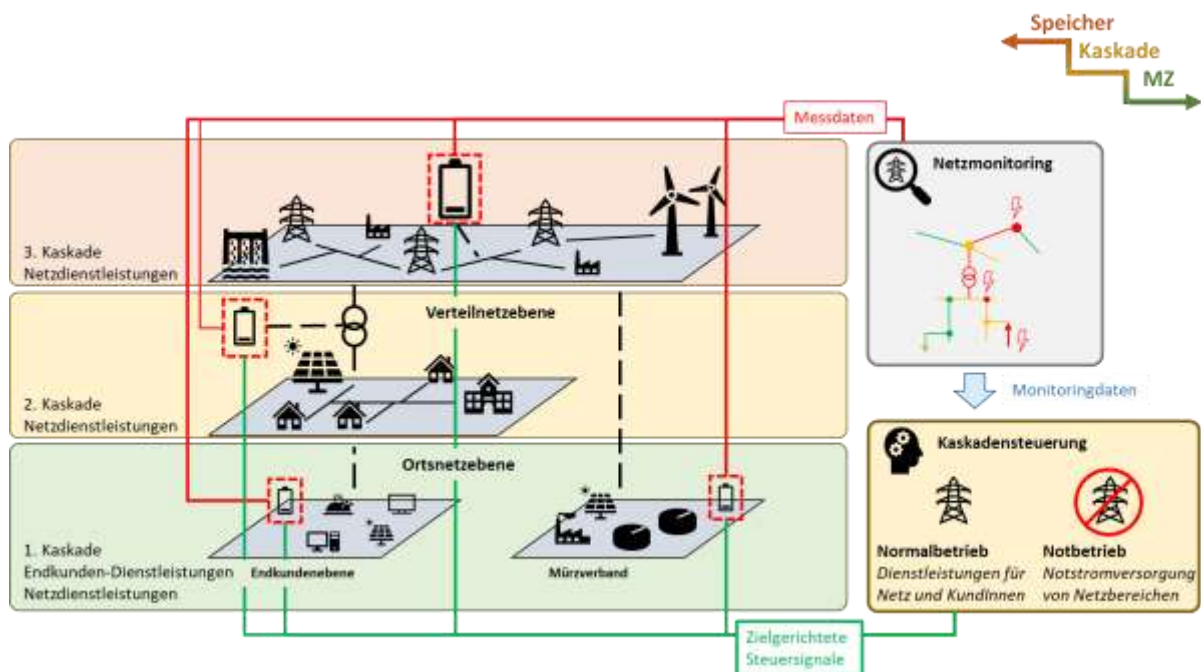 Speicher
Kaskade
MZ
Messdaten
Netzmonitoring
3. Kaskade
Netzdienstleistungen
Verteilnetzebene
2. Kaskade
Netzdienstleistungen
Monitoringdaten
Kaskadensteuerung
Ortsnetzebene
1. Kaskade
Endkunden-Dienstleistungen
Netzdienstleistungen
Endkundenebene
Mürzverband
Normalbetrieb
Dienstleistungen für
Netz und KundInnen
Notbetrieb
Notstromversorgung
von Netzbereichen
Zielgerichtete
Steuersignale